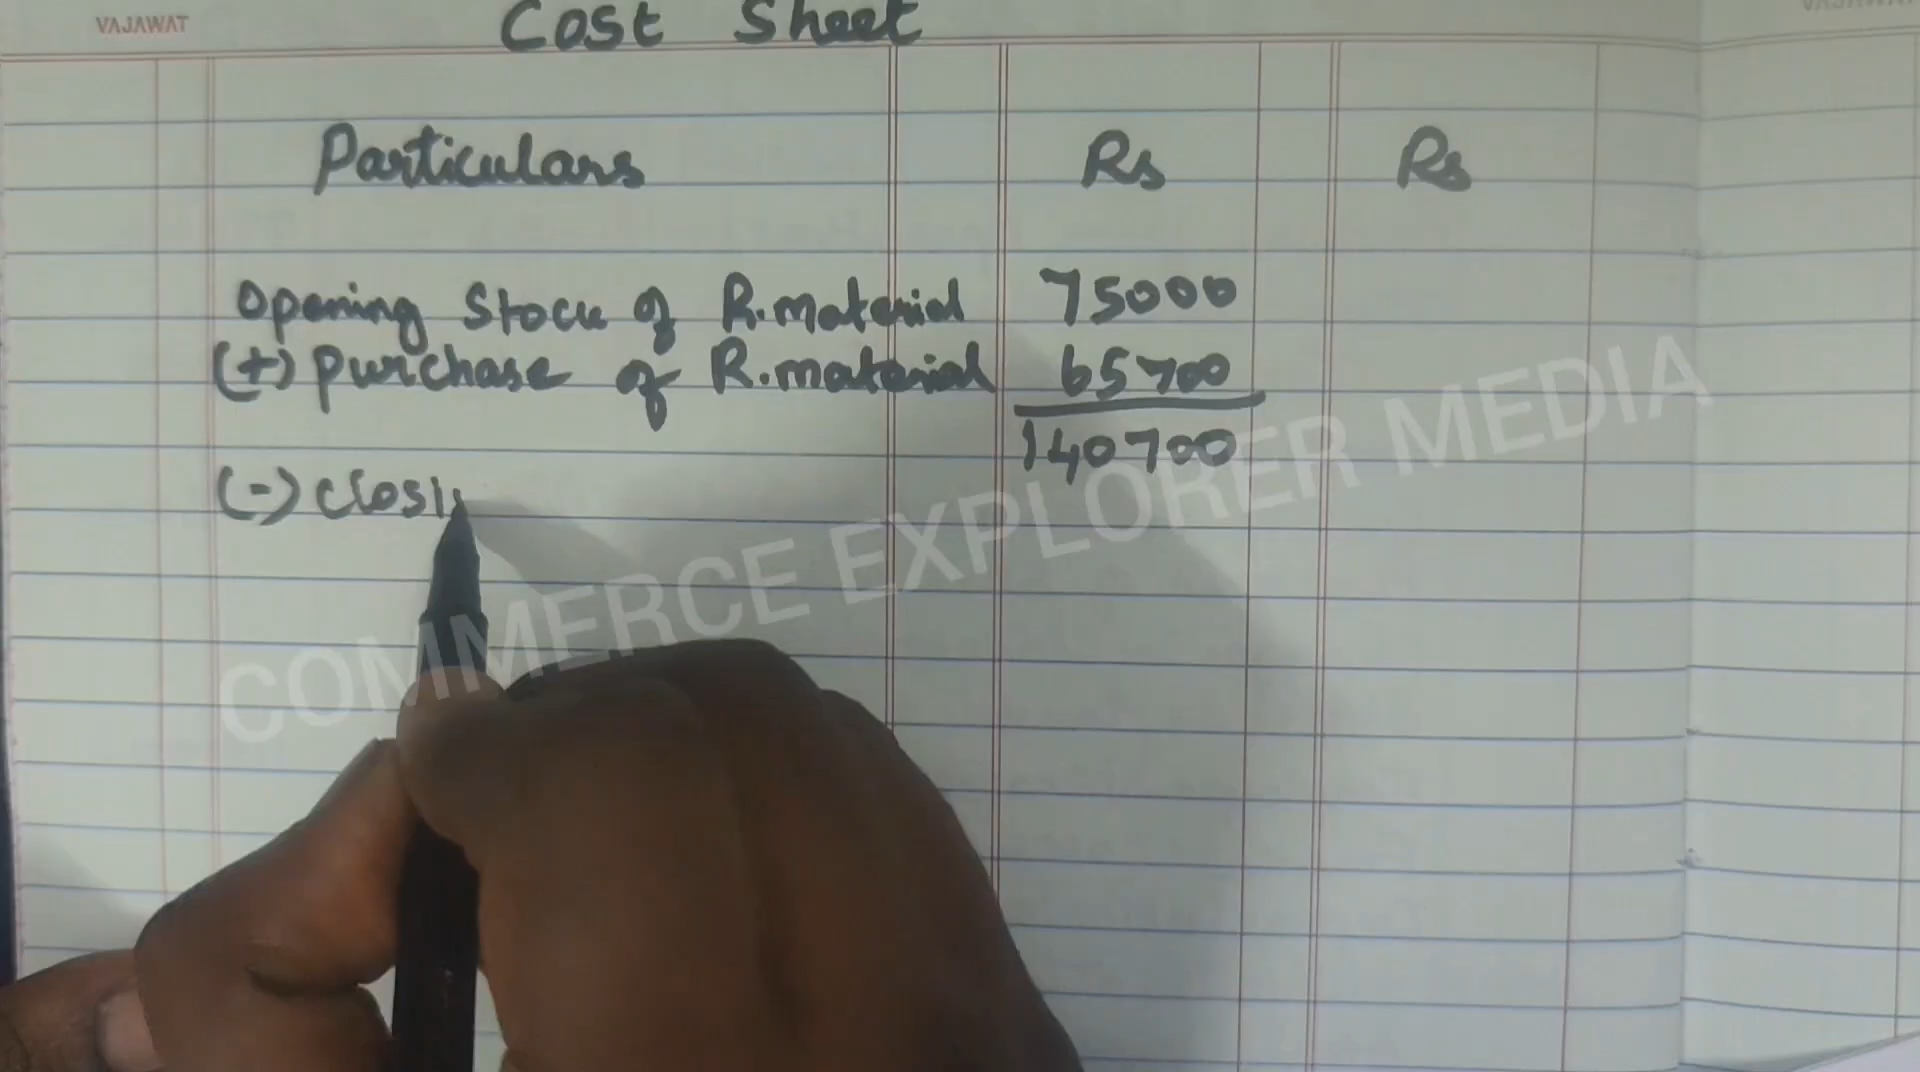 VAJAWAT
Cost Sheet
Particulars Rs Rs
Opening Stock of R.material 75000
(+) Purchase of R.material 65700
140700
(-) Closin
COMMERCE EXPLORER MEDIA